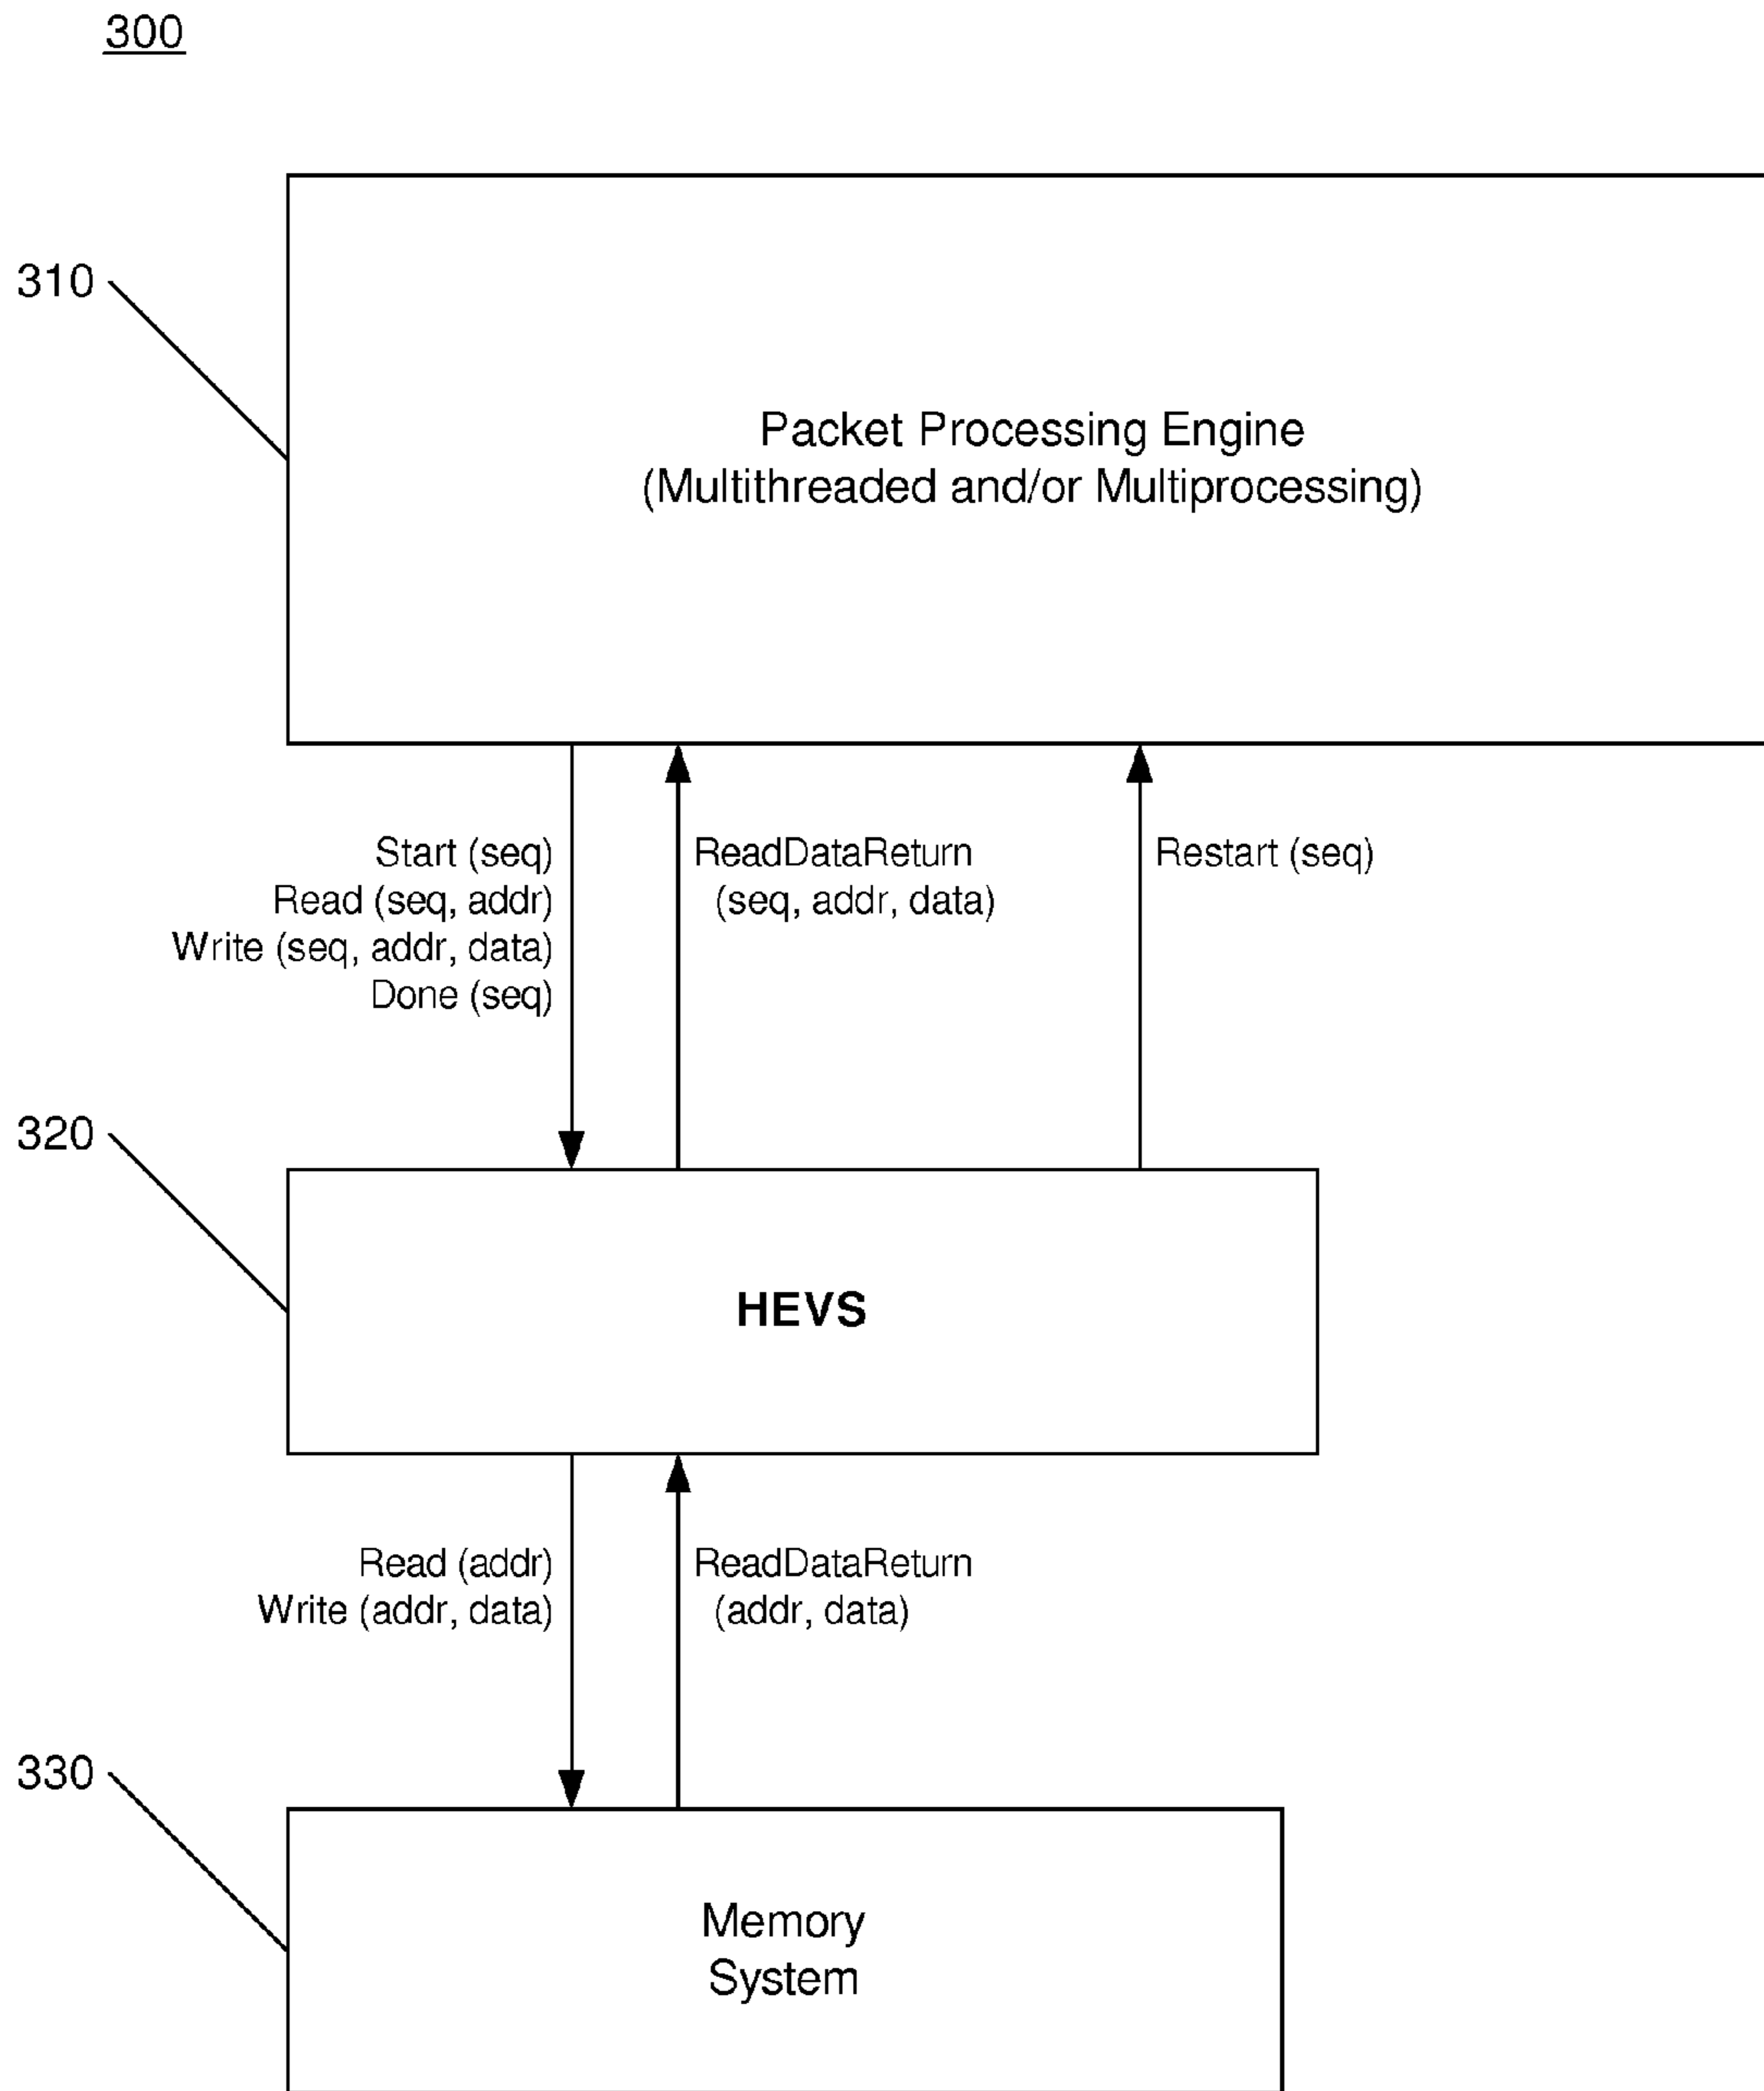 300
310
Packet Processing Engine
(Multithreaded and/or Multiprocessing)
Start (seq)
Read (seq, addr)
Write (seq, addr, data)
Done (seq)
ReadDataReturn
(seq, addr, data)
Restart (seq)
320
HEVS
Read (addr)
Write (addr, data)
ReadDataReturn
(addr, data)
330
Memory
System